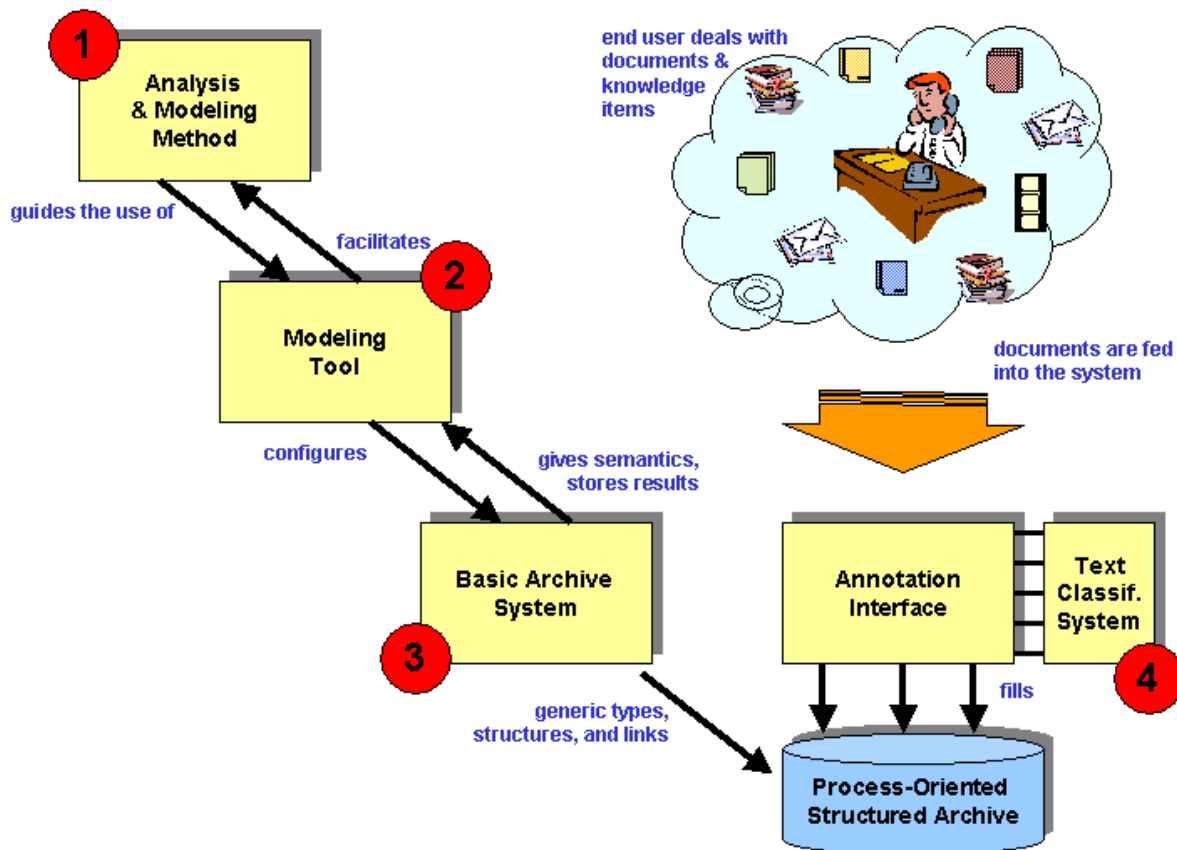 1
Analysis
& Modeling
Method
guides the use of
facilitates
2
Modeling
Tool
configures
gives semantics,
stores results
Basic Archive
System
3
generic types,
structures, and links
end user deals with
documents &
knowledge
items
documents are fed
into the system
Annotation
Interface
Text
Classif.
System
4
fills
Process-Oriented
Structured Archive